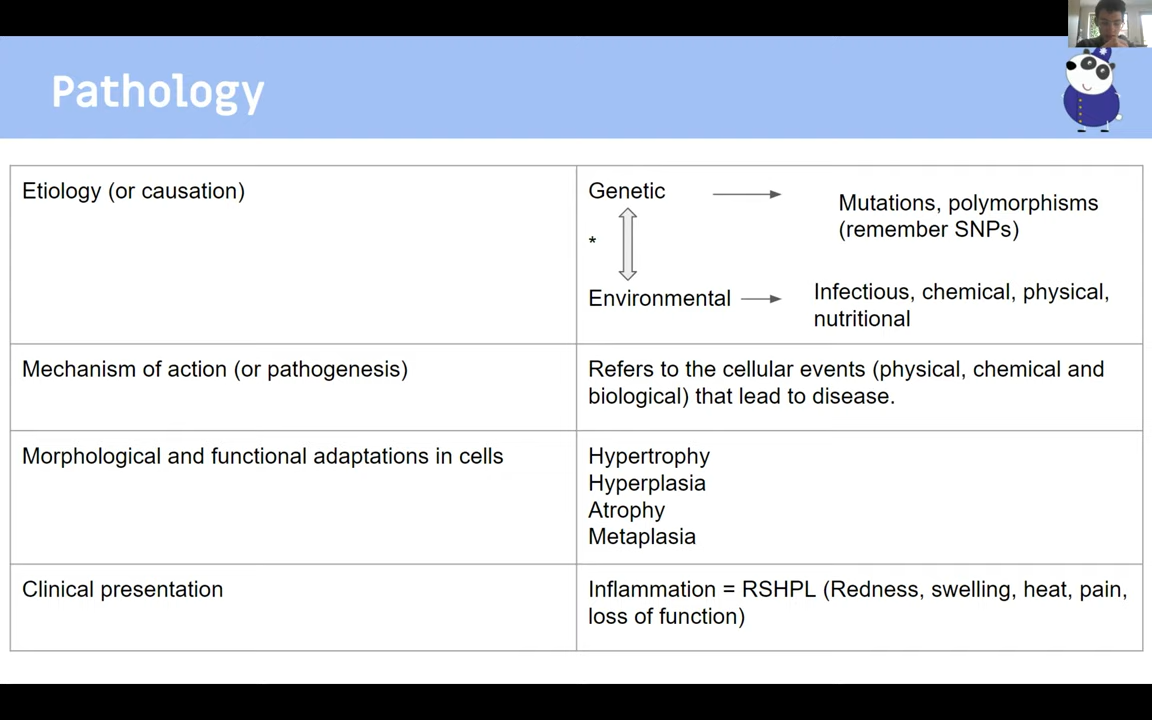 Pathology
Etiology (or causation)
Genetic
Mutations, polymorphisms
(remember SNPs)
*
Environmental
Infectious, chemical, physical,
nutritional
Mechanism of action (or pathogenesis)
Refers to the cellular events (physical, chemical and
biological) that lead to disease.
Morphological and functional adaptations in cells
Hypertrophy
Hyperplasia
Atrophy
Metaplasia
Clinical presentation
Inflammation = RSHPL (Redness, swelling, heat, pain,
loss of function)